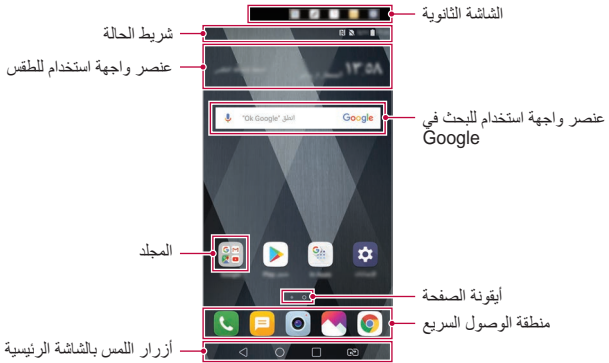 الشاشة الثانوية
شريط الحالة
عنصر واجهة استخدام للطقس
١٣:٥٨
"Ok Google" انطق
Google
عنصر واجهة استخدام للبحث في
Google
المجلد
أيقونة الصفحة
منطقة الوصول السريع
أزرار اللمس بالشاشة الرئيسية